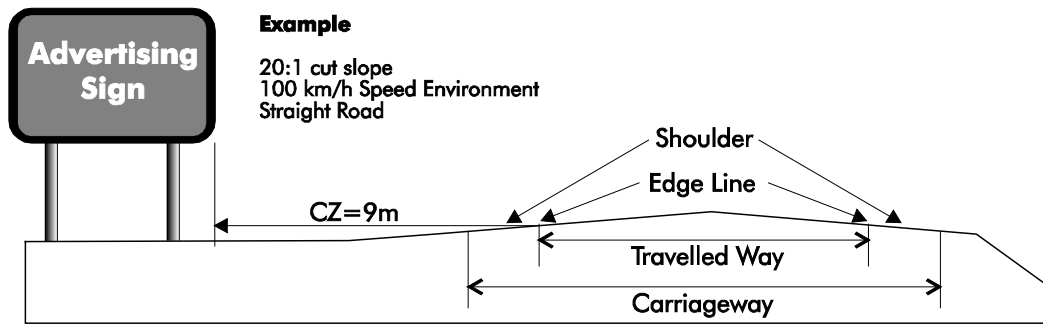 Advertising
Sign
Example
20:1 cut slope
100 km/h Speed Environment
Straight Road
Shoulder
Edge Line
CZ=9m
Travelled Way
Carriageway